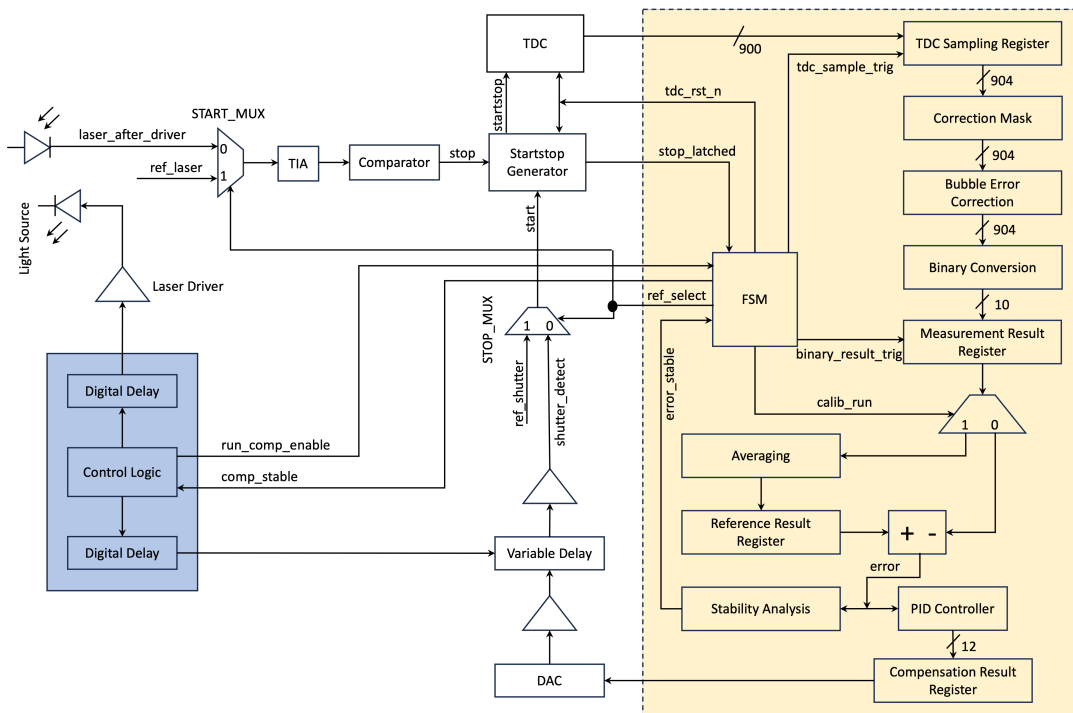 TDC
900
TDC Sampling Register
tdc_sample_trig
904
tdc_rst_n
startstop
START_MUX
laser_after_driver
0
ref_laser
1
TIA
Comparator
stop
Startstop
Generator
stop_latched
Correction Mask
904
Bubble Error
Correction
904
start
Light Source
Binary Conversion
10
Laser Driver
FSM
ref_select
STOP_MUX
1 0
Measurement Result
Register
binary_result_trig
error_stable
ref_shutter
shutter_detect
calib_run
1 0
Digital Delay
run_comp_enable
Control Logic
comp_stable
Averaging
Reference Result
Register
+ -
error
Digital Delay
Variable Delay
Stability Analysis
PID Controller
12
DAC
Compensation Result
Register